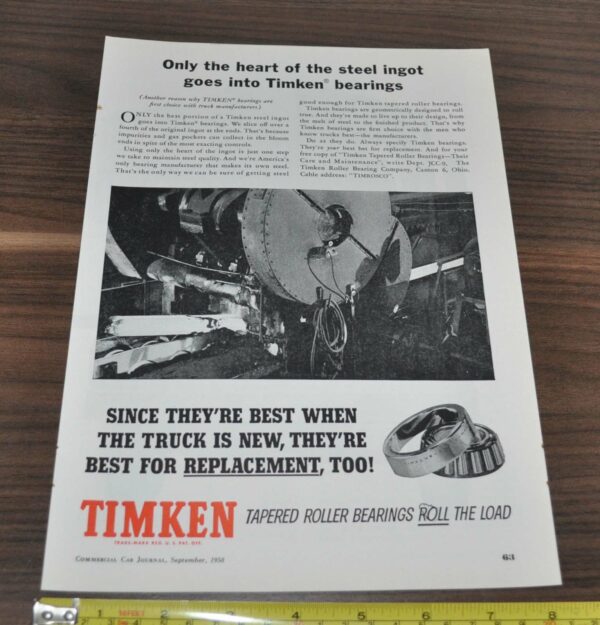 Only the heart of the steel ingot
goes into Timken® bearings
(Another reason why TIMKEN® bearings are
first choice with truck manufacturers)
ONLY the best portion of a Timken steel ingot
goes into Timken® bearings. We slice off over a
fourth of the original ingot at the ends. That's because
impurities and gas pockets can collect in the bloom
ends in spite of the most exacting controls.
Using only the heart of the ingot is just one step
we take to maintain steel quality. And we're America's
only bearing manufacturer that makes its own steel.
That's the only way we can be sure of getting steel
good enough for Timken tapered roller bearings.
Timken bearings are geometrically designed to roll
true. And they're made to live up to their design, from
the melt of steel to the finished product. That's why
Timken bearings are first choice with the men who
know trucks best—the manufacturers.
Do as they do. Always specify Timken bearings.
They're your best bet for replacement. And for your
free copy of "Timken Tapered Roller Bearings—Their
Care and Maintenance", write Dept. JCC-9, The
Timken Roller Bearing Company, Canton 6, Ohio.
Cable address: "TIMROSCO".
SINCE THEY'RE BEST WHEN
THE TRUCK IS NEW, THEY'RE
BEST FOR REPLACEMENT, TOO!
TIMKEN
TRADE-MARK REG. U. S. PAT. OFF.
TAPERED ROLLER BEARINGS ROLL THE LOAD
COMMERCIAL CAR JOURNAL, September, 1958
63
1 2 3 4 5 6 7 8